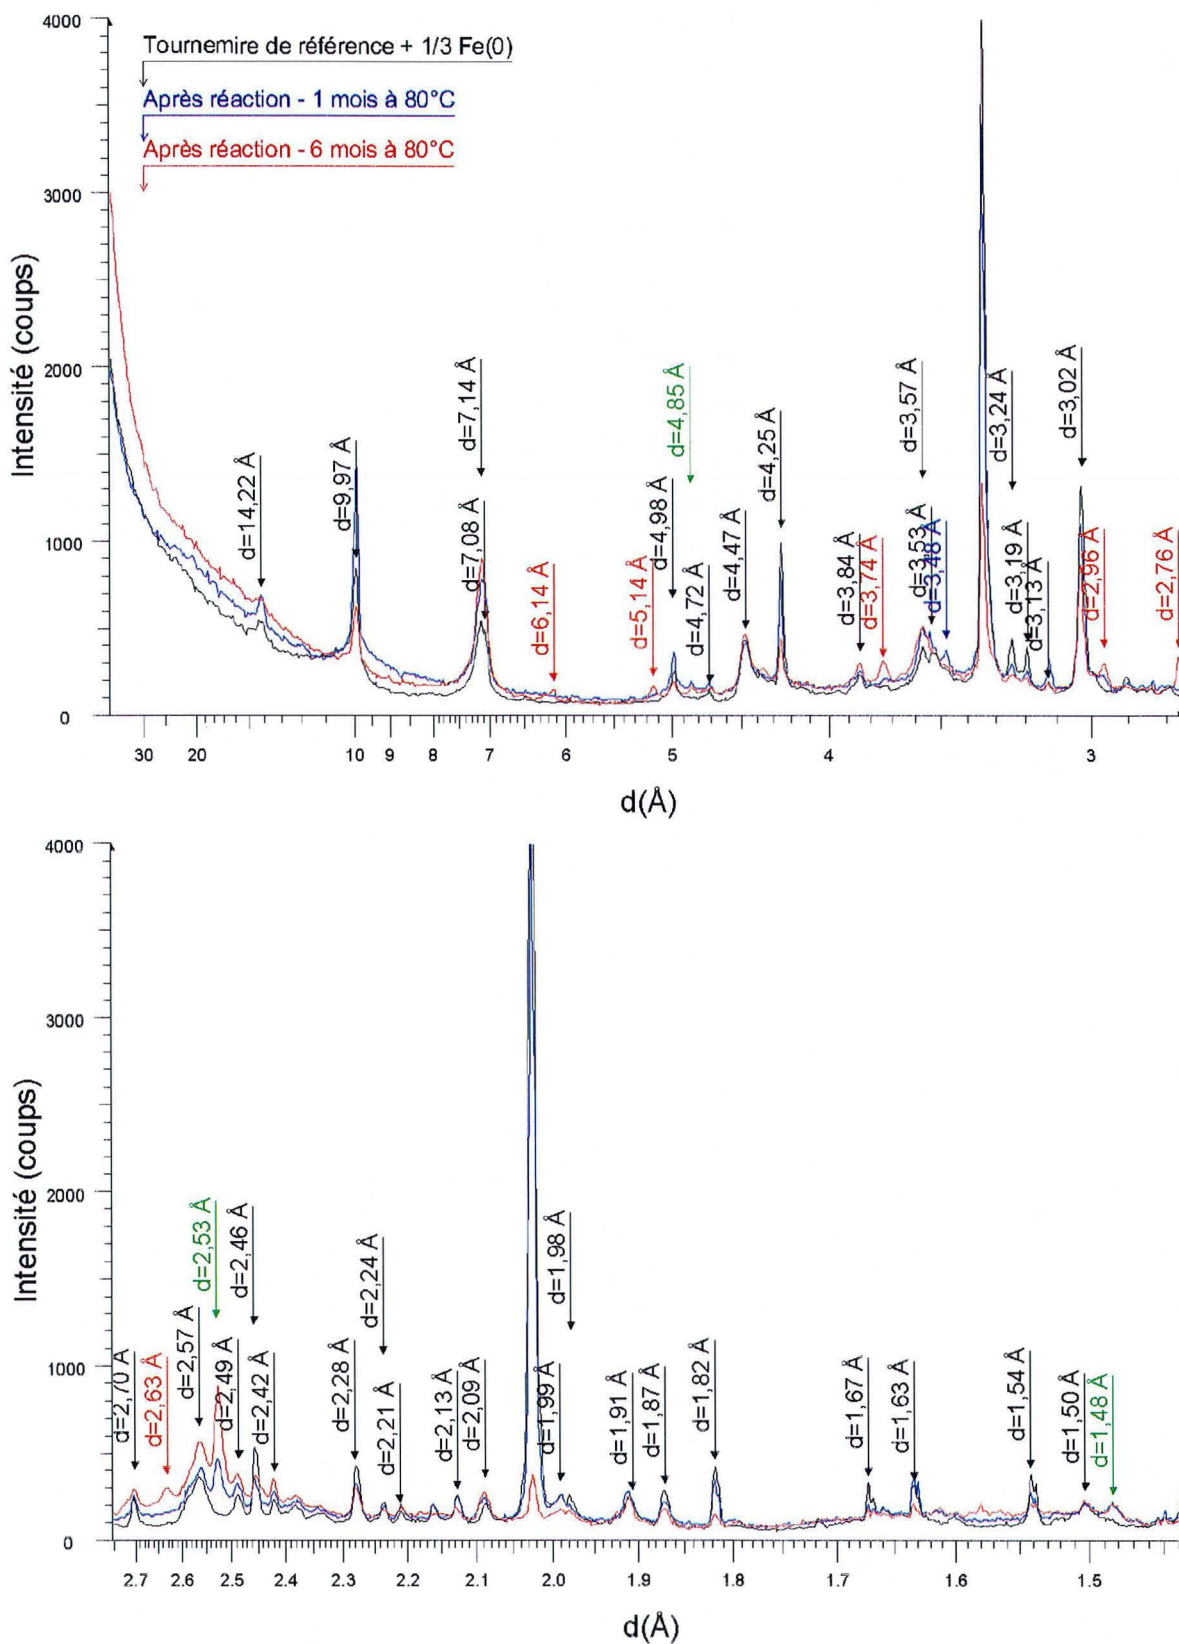 4000
Tournemire de référence + 1/3 Fe(0)
Après réaction - 1 mois à 80°C
Après réaction - 6 mois à 80°C
3000
2000
1000
0
Intensité (coups)
d=14,22Å
d=9,97 Å
d=7,14 Å
d=7,08 Å
d=6,14 Å
d=5,14 Å
d=4,98 Å
d=4,85 Å
d=4,72 Å
d=4,47 Å
d=4,25 Å
d=3,84 Å
d=3,74 Å
d=3,57 Å
d=3,53 Å
d=3,48 Å
d=3,24 Å
d=3,19 Å
d=3,13 Å
d=3,02 Å
d=2,96 Å
d=2,76 Å
30 20 10 9 8 7 6 5 4 3
d(Å)
4000
3000
2000
1000
0
Intensité (coups)
d=2,70 Å
d=2,63 Å
d=2,57 Å
d=2,53 Å
d=2,49 Å
d=2,46 Å
d=2,42 Å
d=2,28 Å
d=2,24 Å
d=2,21 Å
d=2,13 Å
d=2,09 Å
d=1,99 Å
d=1,98 Å
d=1,91 Å
d=1,87 Å
d=1,82 Å
d=1,67 Å
d=1,63 Å
d=1,54 Å
d=1,50 Å
d=1,48 Å
2.7 2.6 2.5 2.4 2.3 2.2 2.1 2.0 1.9 1.8 1.7 1.6 1.5
d(Å)